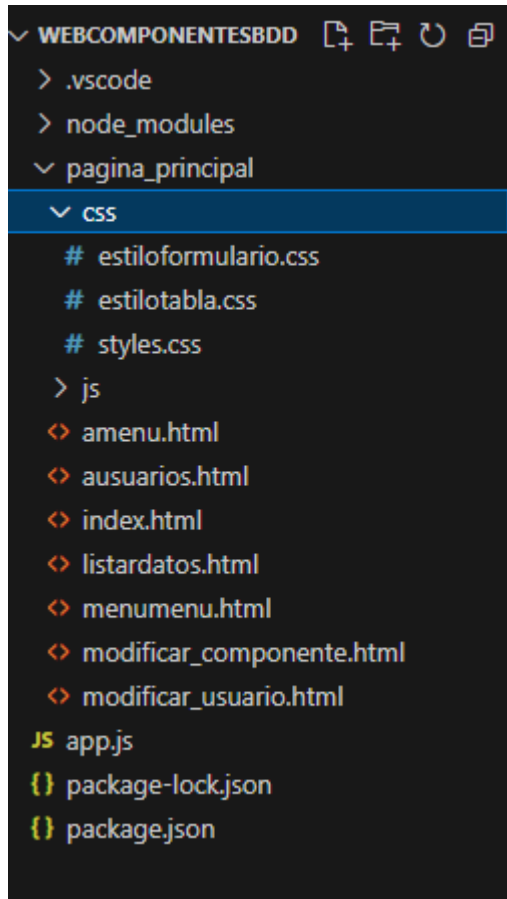 WEBCOMPONENTESBDD
.vscode
node_modules
pagina_principal
css
# estiloformulario.css
# estilotabla.css
# styles.css
js
<> amenu.html
<> ausuarios.html
<> index.html
<> listardatos.html
<> menumenu.html
<> modificar_componente.html
<> modificar_usuario.html
JS app.js
{} package-lock.json
{} package.json